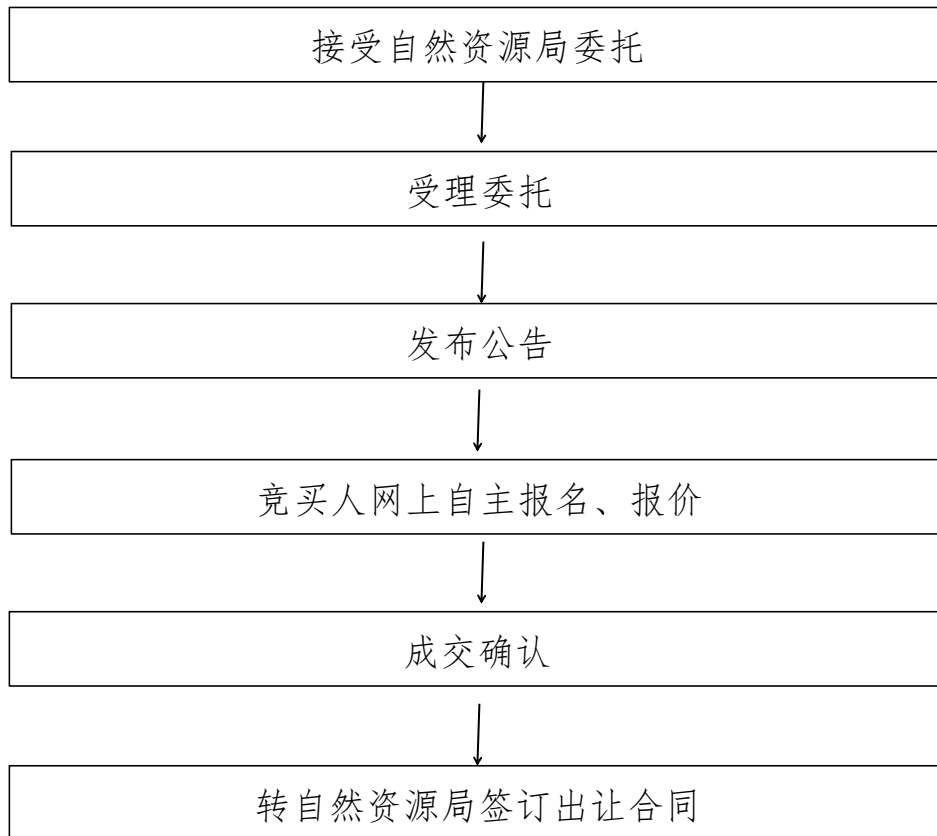 接受自然资源局委托
受理委托
发布公告
竞买人网上自主报名、报价
成交确认
转自然资源局签订出让合同